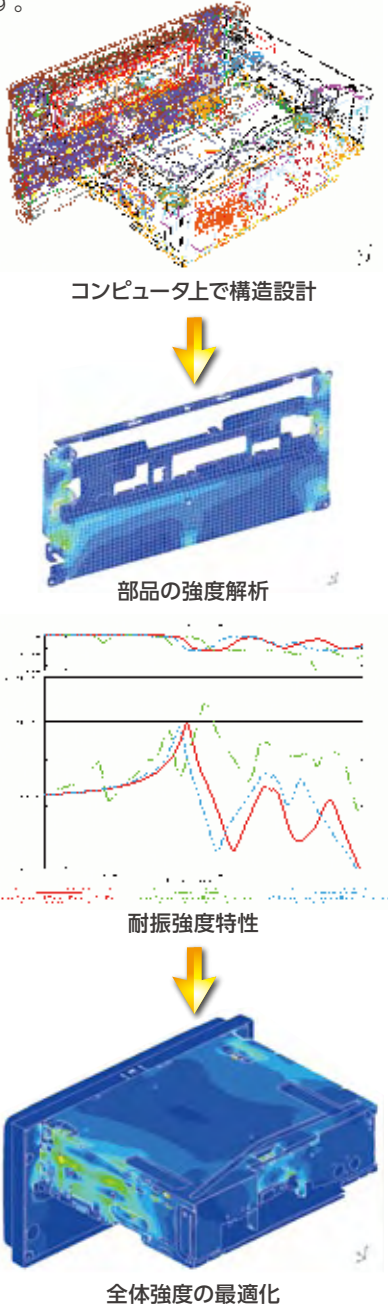 す。
コンピュータ上で構造設計
部品の強度解析
耐振強度特性
全体強度の最適化